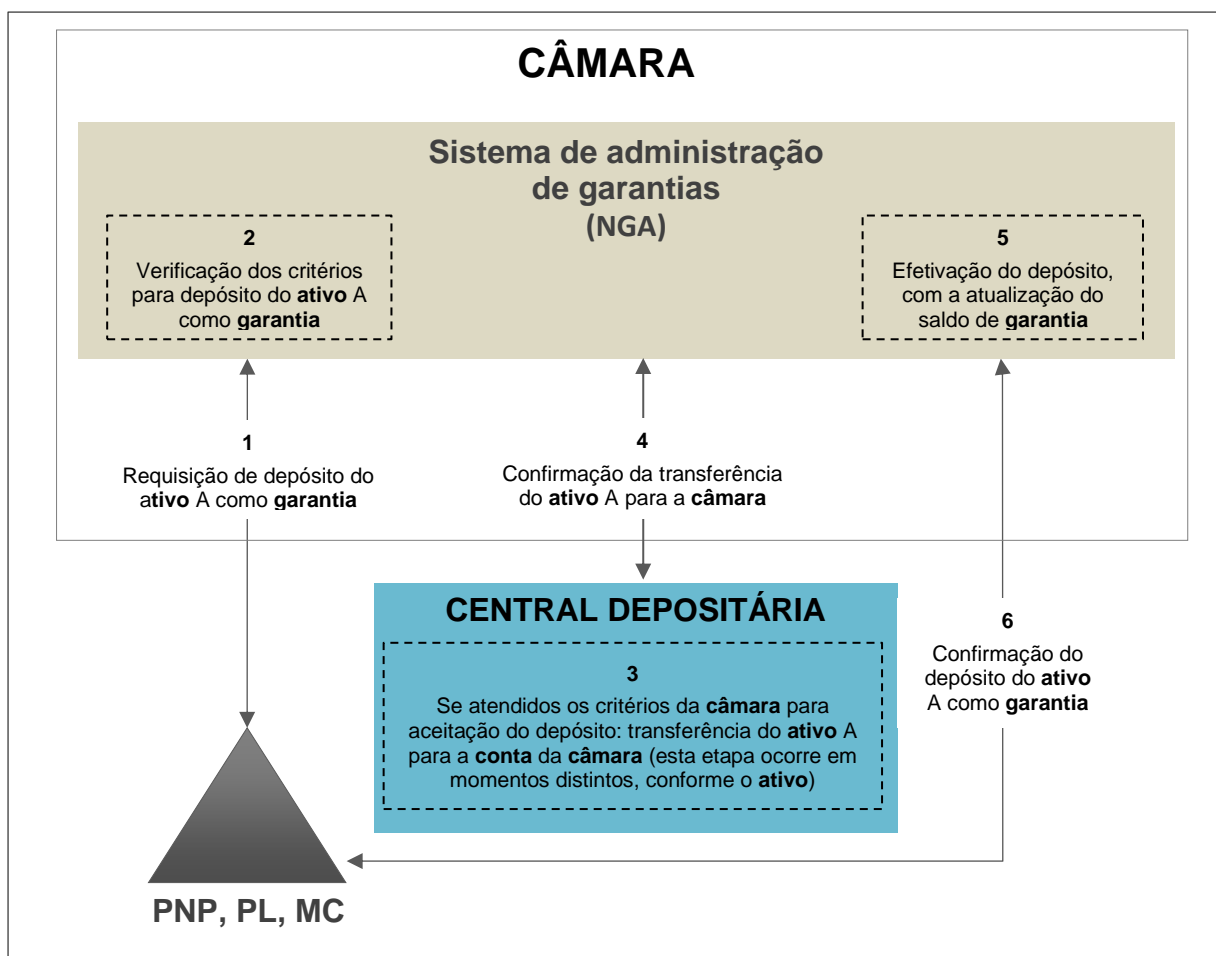 CÂMARA
Sistema de administração
de garantias
(NGA)
2
Verificação dos critérios
para depósito do ativo A
como garantia
5
Efetivação do depósito,
com a atualização do
saldo de garantia
1
Requisição de depósito do
ativo A como garantia
4
Confirmação da transferência
do ativo A para a câmara
CENTRAL DEPOSITÁRIA
3
Se atendidos os critérios da câmara para
aceitação do depósito: transferência do ativo A
para a conta da câmara (esta etapa ocorre em
momentos distintos, conforme o ativo)
6
Confirmação do
depósito do ativo
A como garantia
PNP, PL, MC